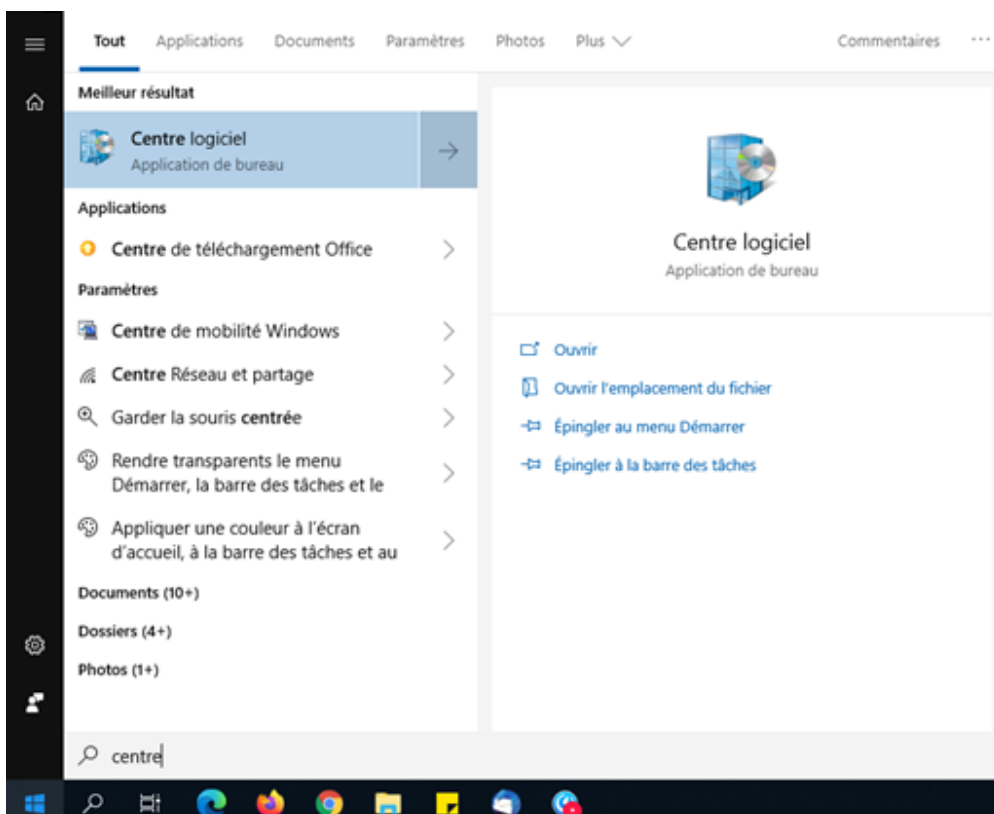 Tout Applications Documents Paramètres Photos Plus Commentaires ...
Meilleur résultat
Centre logiciel
Application de bureau
Applications
Centre de téléchargement Office
Paramètres
Centre de mobilité Windows
Centre Réseau et partage
Garder la souris centrée
Rendre transparents le menu
Démarrer, la barre des tâches et le
Appliquer une couleur à l'écran
d'accueil, à la barre des tâches et au
Documents (10+)
Dossiers (4+)
Photos (1+)
centre
Centre logiciel
Application de bureau
Ouvrir
Ouvrir l'emplacement du fichier
Épingler au menu Démarrer
Épingler à la barre des tâches